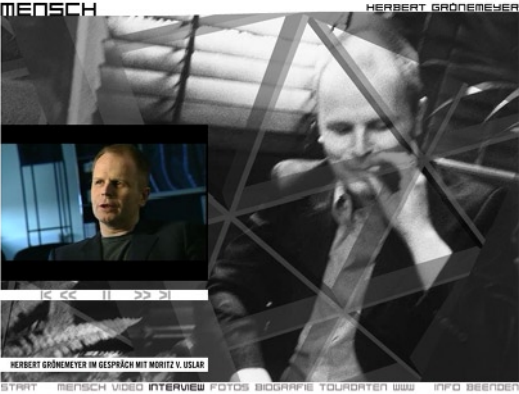 MENSCH
HERBERT GRÖNEMEYER
HERBERT GRÖNEMEYER IM GESPRÄCH MIT MORITZ V. USLAR
START MENSCH VIDEO INTERVIEW FOTOS BIOGRAFIE TOURDATEN WWW INFO BEENDEN